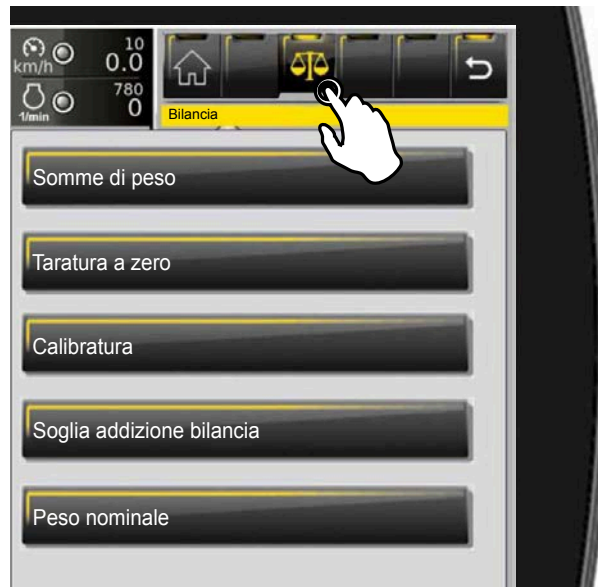 10
km/h 0.0
780
1/min 0
Bilancia
Somme di peso
Taratura a zero
Calibratura
Soglia addizione bilancia
Peso nominale